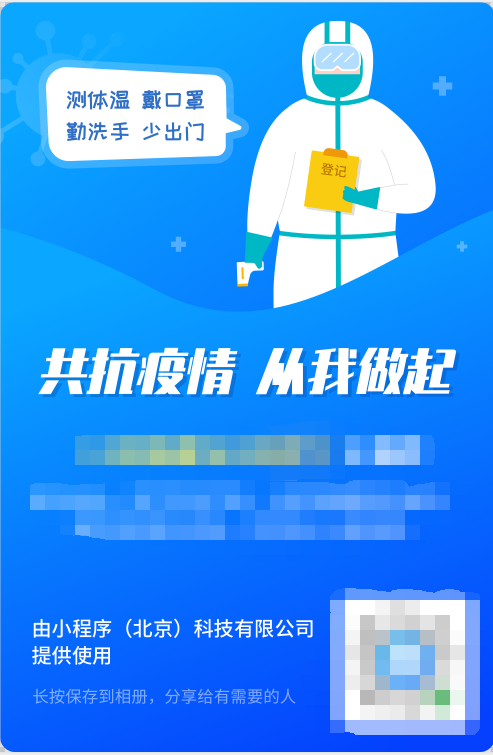 测体温 戴口罩
勤洗手 少出门
登记
共抗疫情 从我做起
由小程序（北京）科技有限公司
提供使用
长按保存到相册，分享给有需要的人